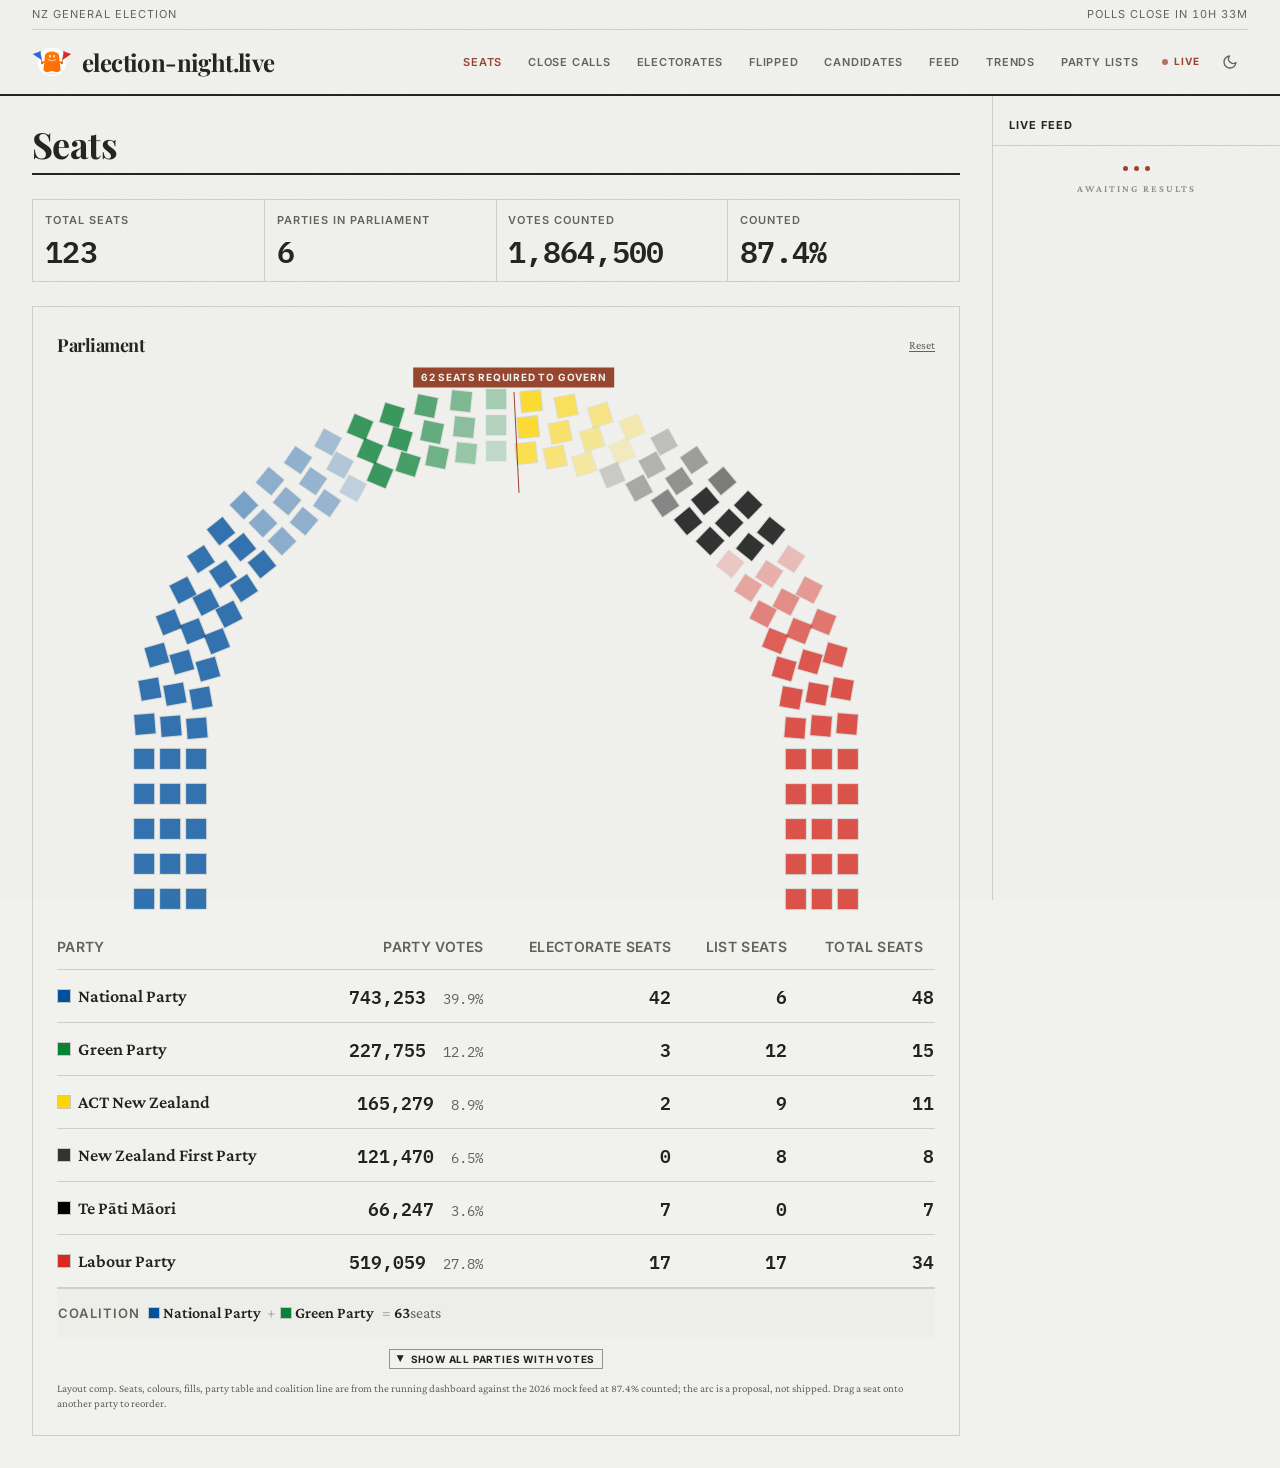 NZ GENERAL ELECTION
POLLS CLOSE IN 10H 33M
election-night.live
SEATS CLOSE CALLS ELECTORATES FLIPPED CANDIDATES FEED TRENDS PARTY LISTS LIVE
Seats
LIVE FEED
AWAITING RESULTS
TOTAL SEATS PARTIES IN PARLIAMENT VOTES COUNTED COUNTED
123 6 1,864,500 87.4%
Parliament Reset
62 SEATS REQUIRED TO GOVERN
PARTY PARTY VOTES ELECTORATE SEATS LIST SEATS TOTAL SEATS
National Party 743,253 39.9% 42 6 48
Green Party 227,755 12.2% 3 12 15
ACT New Zealand 165,279 8.9% 2 9 11
New Zealand First Party 121,470 6.5% 0 8 8
Te Pāti Māori 66,247 3.6% 7 0 7
Labour Party 519,059 27.8% 17 17 34
COALITION National Party + Green Party = 63seats
▼ SHOW ALL PARTIES WITH VOTES
Layout comp. Seats, colours, fills, party table and coalition line are from the running dashboard against the 2026 mock feed at 87.4% counted; the arc is a proposal, not shipped. Drag a seat onto
another party to reorder.